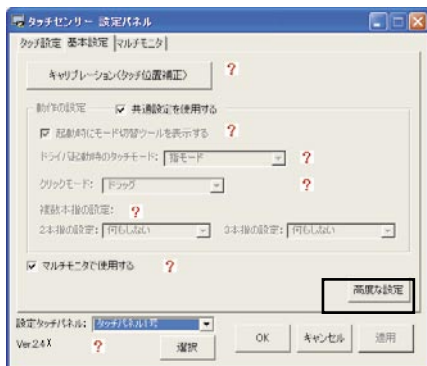 タッチセンサー 設定パネル
タッチ設定 基本設定 マルチモニタ
キャリブレーション(タッチ位置補正) ?
動作の設定 共通設定を使用する
起動時にモード切替ツールを表示する ?
ドライバ起動時のタッチモード: 指モード ?
クリックモード: ドラッグ ?
複数本指の設定: ?
2本指の設定: 何もしない 3本指の設定: 何もしない
マルチモニタで使用する ?
高度な設定
設定タッチパネル: タッチパネル1号
Ver.2.4X ? 選択 OK キャンセル 適用